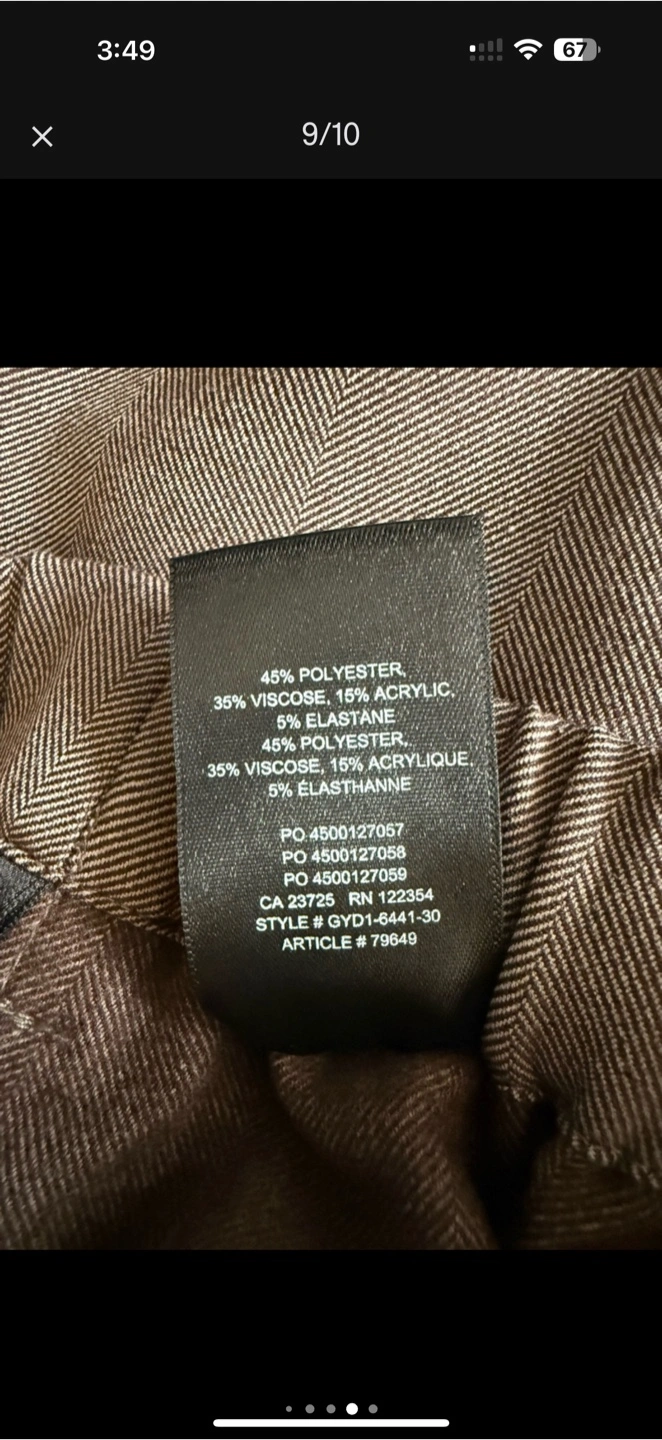 3:49
67
9/10
45% POLYESTER,
35% VISCOSE, 15% ACRYLIC,
5% ELASTANE
45% POLYESTER,
35% VISCOSE, 15% ACRYLIQUE,
5% ÉLASTHANNE
PO 4500127057
PO 4500127058
PO 4500127059
CA 23725 RN 122354
STYLE # GYD1-6441-30
ARTICLE # 79649